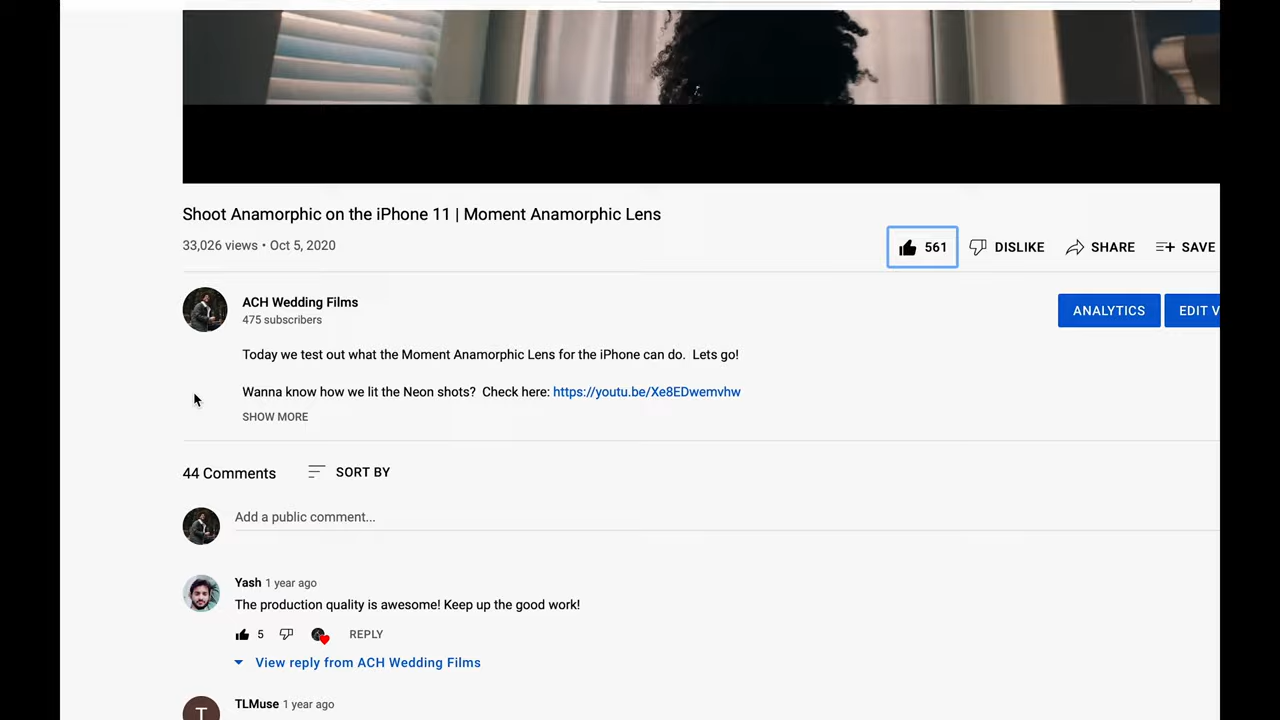 Shoot Anamorphic on the iPhone 11 | Moment Anamorphic Lens
33,026 views • Oct 5, 2020
561 DISLIKE SHARE SAVE
ACH Wedding Films
475 subscribers
ANALYTICS EDIT V
Today we test out what the Moment Anamorphic Lens for the iPhone can do.  Lets go!
Wanna know how we lit the Neon shots?  Check here: https://youtu.be/Xe8EDwemvhw
SHOW MORE
44 Comments SORT BY
Add a public comment...
Yash 1 year ago
The production quality is awesome! Keep up the good work!
5 REPLY
View reply from ACH Wedding Films
TLMuse 1 year ago
T